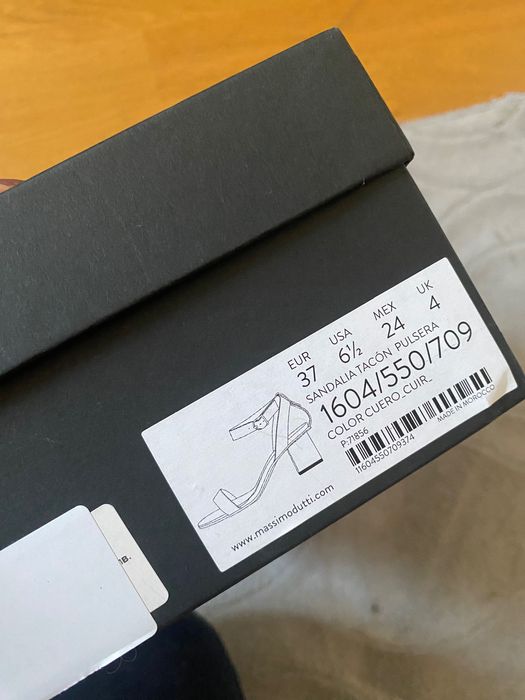 EUR USA MEX UK
37 6½ 24 4
SANDALIA TACÓN PULSERA
1604/550/709
COLOR CUERO_CUIR_
P:71856
11604550709374
MADE IN MOROCCO
www.massimodutti.com